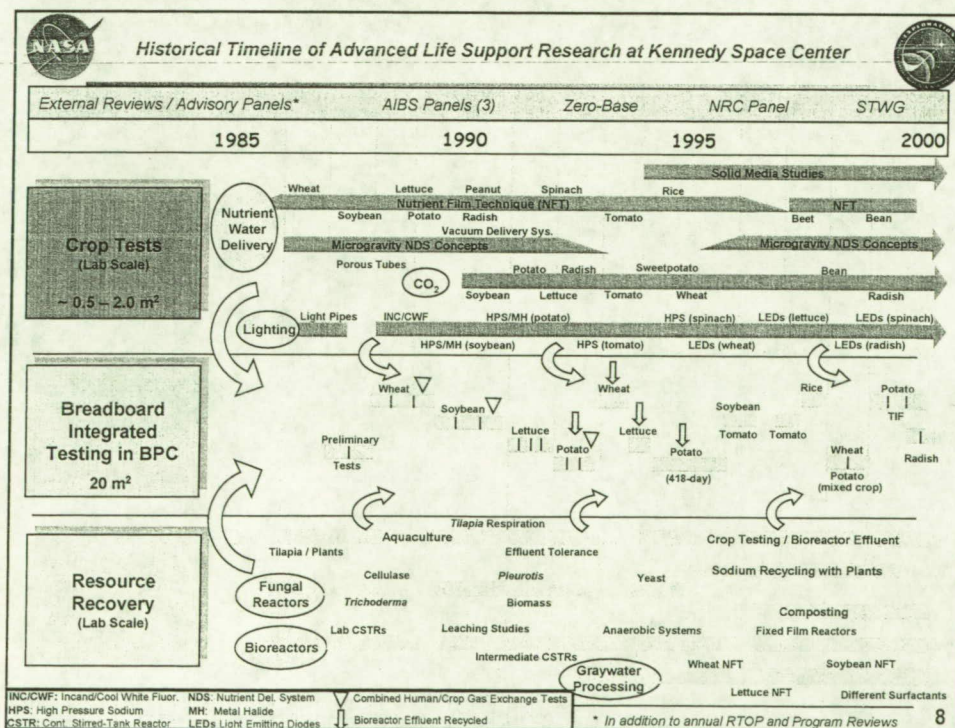 NASA
Historical Timeline of Advanced Life Support Research at Kennedy Space Center
EXPLORATION
External Reviews / Advisory Panels* AIBS Panels (3) Zero-Base NRC Panel STWG
1985 1990 1995 2000
Solid Media Studies
Wheat Lettuce Peanut Spinach Rice
Nutrient Film Technique (NFT) NFT
Soybean Potato Radish Tomato Beet Bean
Nutrient
Water
Delivery
Vacuum Delivery Sys.
Microgravity NDS Concepts Microgravity NDS Concepts
Crop Tests
(Lab Scale)
~ 0.5 – 2.0 m²
Porous Tubes
CO₂
Potato Radish Sweetpotato Bean
Soybean Lettuce Tomato Wheat Radish
Lighting
Light Pipes
INC/CWF HPS/MH (potato) HPS (spinach) LEDs (lettuce) LEDs (spinach)
HPS/MH (soybean) HPS (tomato) LEDs (wheat) LEDs (radish)
Breadboard
Integrated
Testing in BPC
20 m²
Preliminary
Tests
Wheat
Soybean
Lettuce
Potato
Wheat
Lettuce
Potato
(418-day)
Soybean
Tomato Tomato
Rice
Wheat
Potato
(mixed crop)
Potato
TIF
Radish
Resource
Recovery
(Lab Scale)
Tilapia Respiration
Aquaculture Crop Testing / Bioreactor Effluent
Tilapia / Plants Effluent Tolerance
Fungal
Reactors
Cellulase Pleurotis Yeast Sodium Recycling with Plants
Trichoderma Biomass
Composting
Bioreactors
Lab CSTRs Leaching Studies Anaerobic Systems Fixed Film Reactors
Intermediate CSTRs
Graywater
Processing
Wheat NFT Soybean NFT
Lettuce NFT Different Surfactants
INC/CWF: Incand/Cool White Fluor. NDS: Nutrient Del. System Combined Human/Crop Gas Exchange Tests
HPS: High Pressure Sodium MH: Metal Halide
CSTR: Cont. Stirred-Tank Reactor LEDs Light Emitting Diodes Bioreactor Effluent Recycled
* In addition to annual RTOP and Program Reviews 8